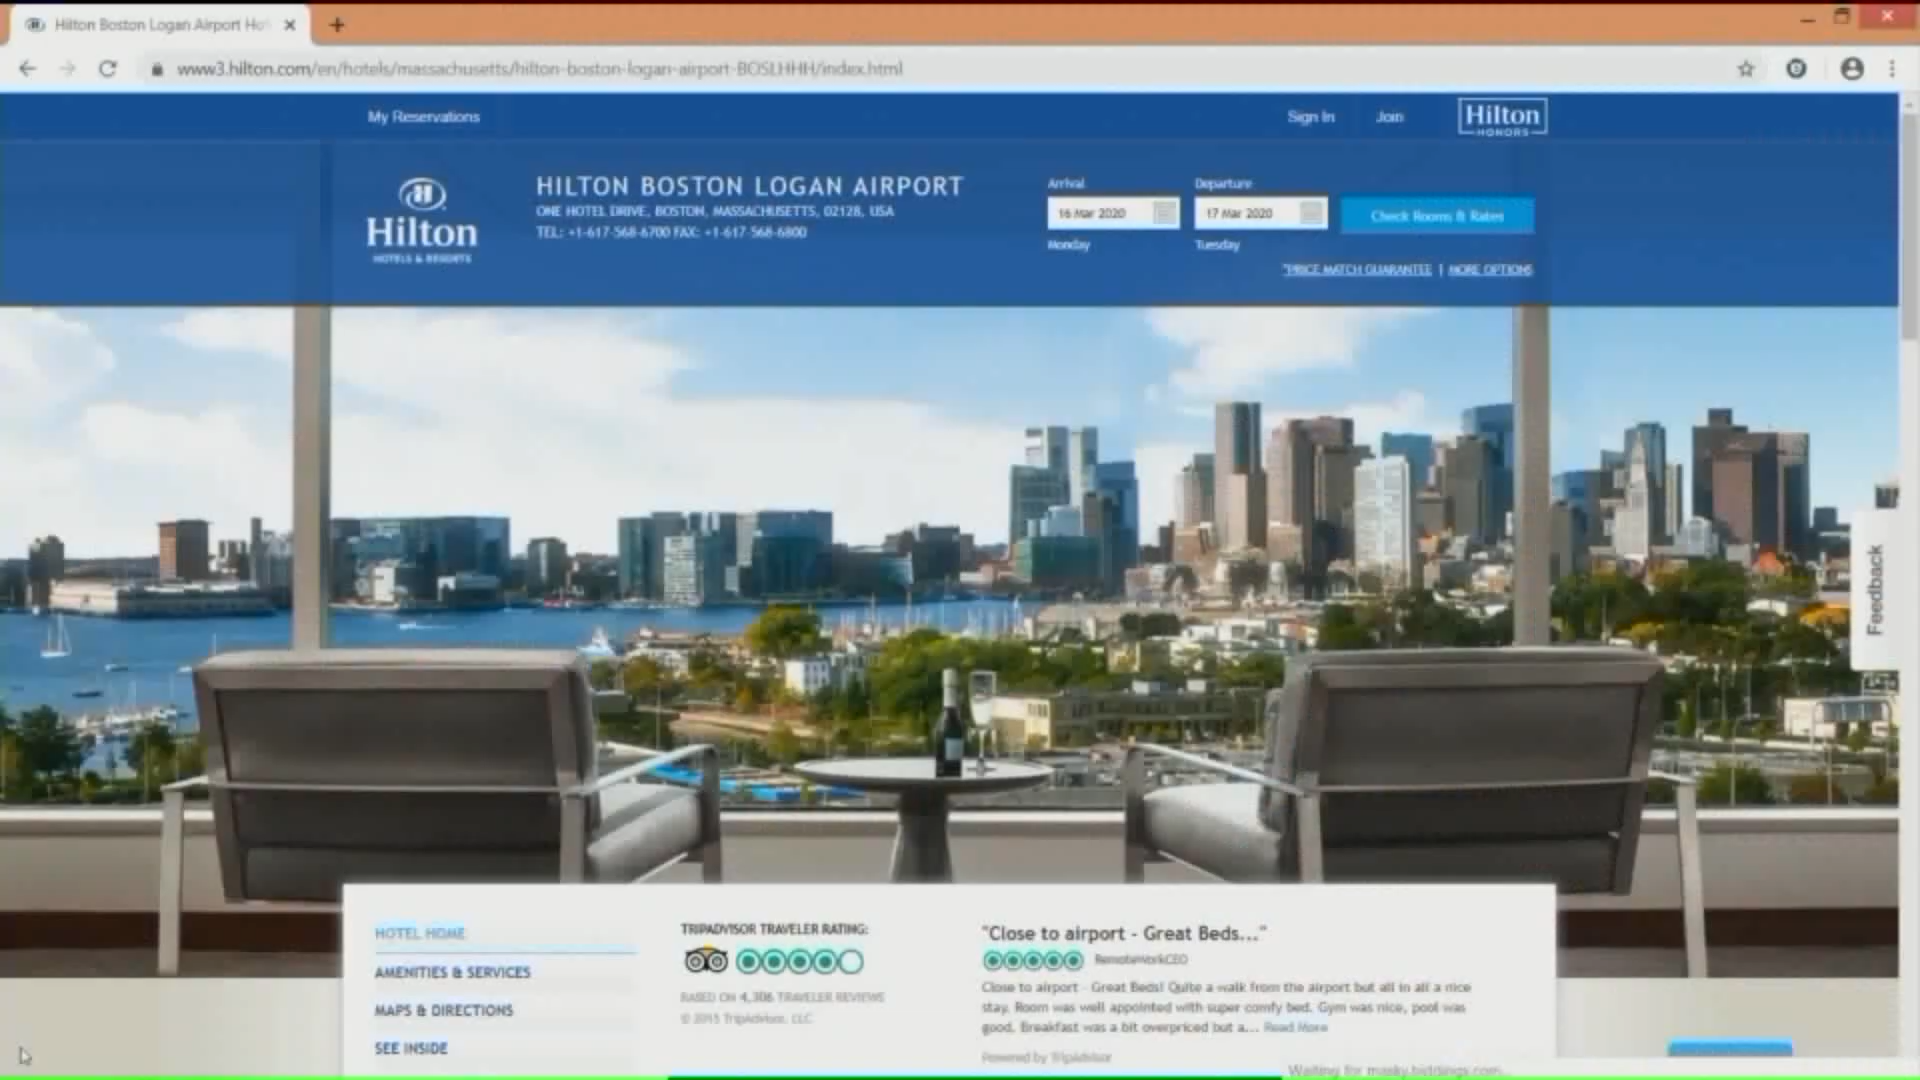 Hilton Boston Logan Airport Hot
www3.hilton.com/en/hotels/massachusetts/hilton-boston-logan-airport-BOSLHHH/index.html
My Reservations
Sign In
Join
Hilton
HONORS
Hilton
HOTELS & RESORTS
HILTON BOSTON LOGAN AIRPORT
ONE HOTEL DRIVE, BOSTON, MASSACHUSETTS, 02128, USA
TEL: +1-617-568-6700 FAX: +1-617-568-6800
Arrival
Departure
16 Mar 2020
17 Mar 2020
Check Rooms & Rates
Monday
Tuesday
*PRICE MATCH GUARANTEE | MORE OPTIONS
Feedback
HOTEL HOME
AMENITIES & SERVICES
MAPS & DIRECTIONS
SEE INSIDE
TRIPADVISOR TRAVELER RATING:
BASED ON 4,306 TRAVELER REVIEWS
© 2015 TripAdvisor, LLC
"Close to airport - Great Beds..."
RemoteWorkCEO
Close to airport - Great Beds! Quite a walk from the airport but all in all a nice
stay. Room was well appointed with super comfy bed. Gym was nice, pool was
good, Breakfast was a bit overpriced but a... Read More
Powered by TripAdvisor
Waiting for masky.biddings.com...